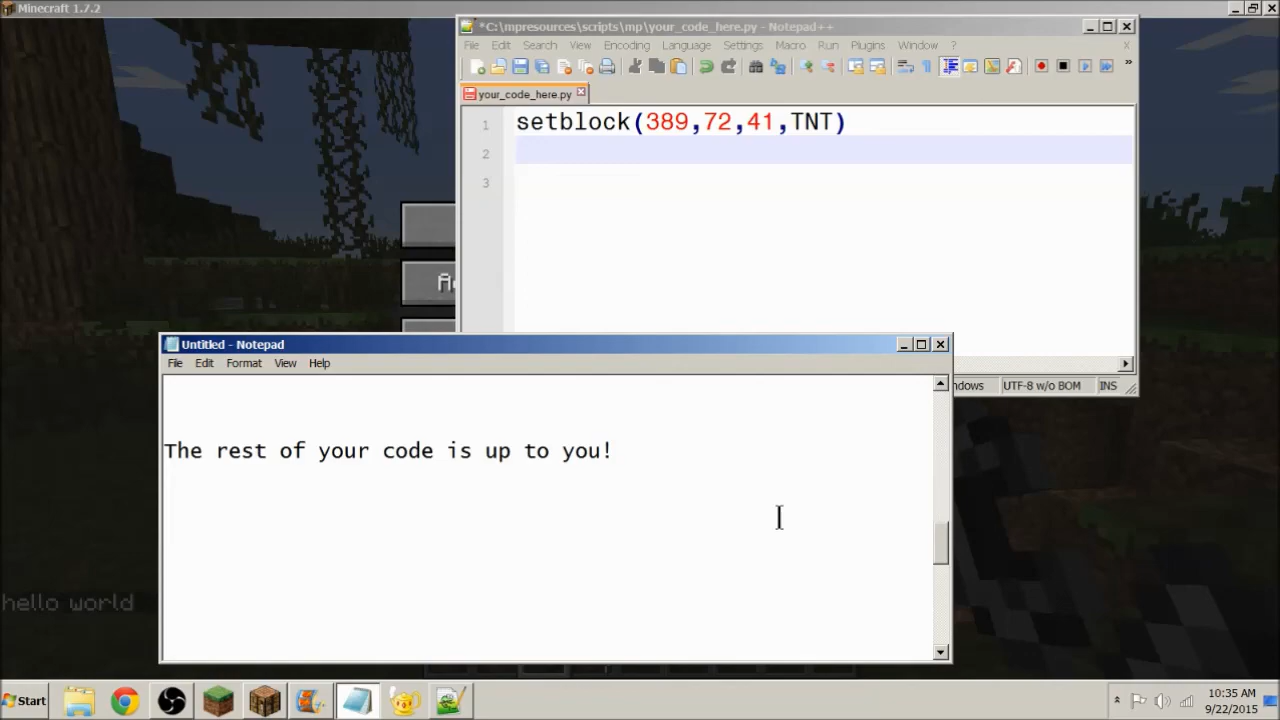 Minecraft 1.7.2
*C:\mpresources\scripts\mp\your_code_here.py - Notepad++
File Edit Search View Encoding Language Settings Macro Run Plugins Window ? X
your_code_here.py
1 setblock(389,72,41,TNT)
2
3
Untitled - Notepad
File Edit Format View Help
ndows UTF-8 w/o BOM INS
The rest of your code is up to you!
hello world
Start
10:35 AM
9/22/2015